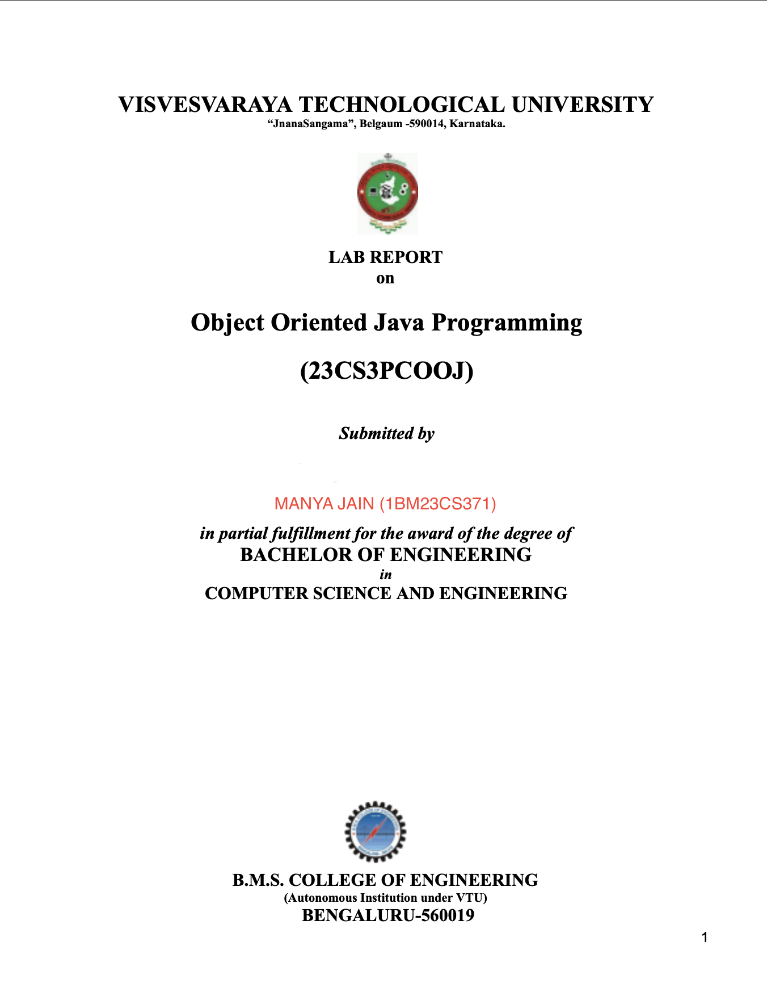 VISVESVARAYA TECHNOLOGICAL UNIVERSITY
“JnanaSangama”, Belgaum -590014, Karnataka.
LAB REPORT
on
Object Oriented Java Programming
(23CS3PCOOJ)
Submitted by
MANYA JAIN (1BM23CS371)
in partial fulfillment for the award of the degree of
BACHELOR OF ENGINEERING
in
COMPUTER SCIENCE AND ENGINEERING
B.M.S. COLLEGE OF ENGINEERING
(Autonomous Institution under VTU)
BENGALURU-560019
1